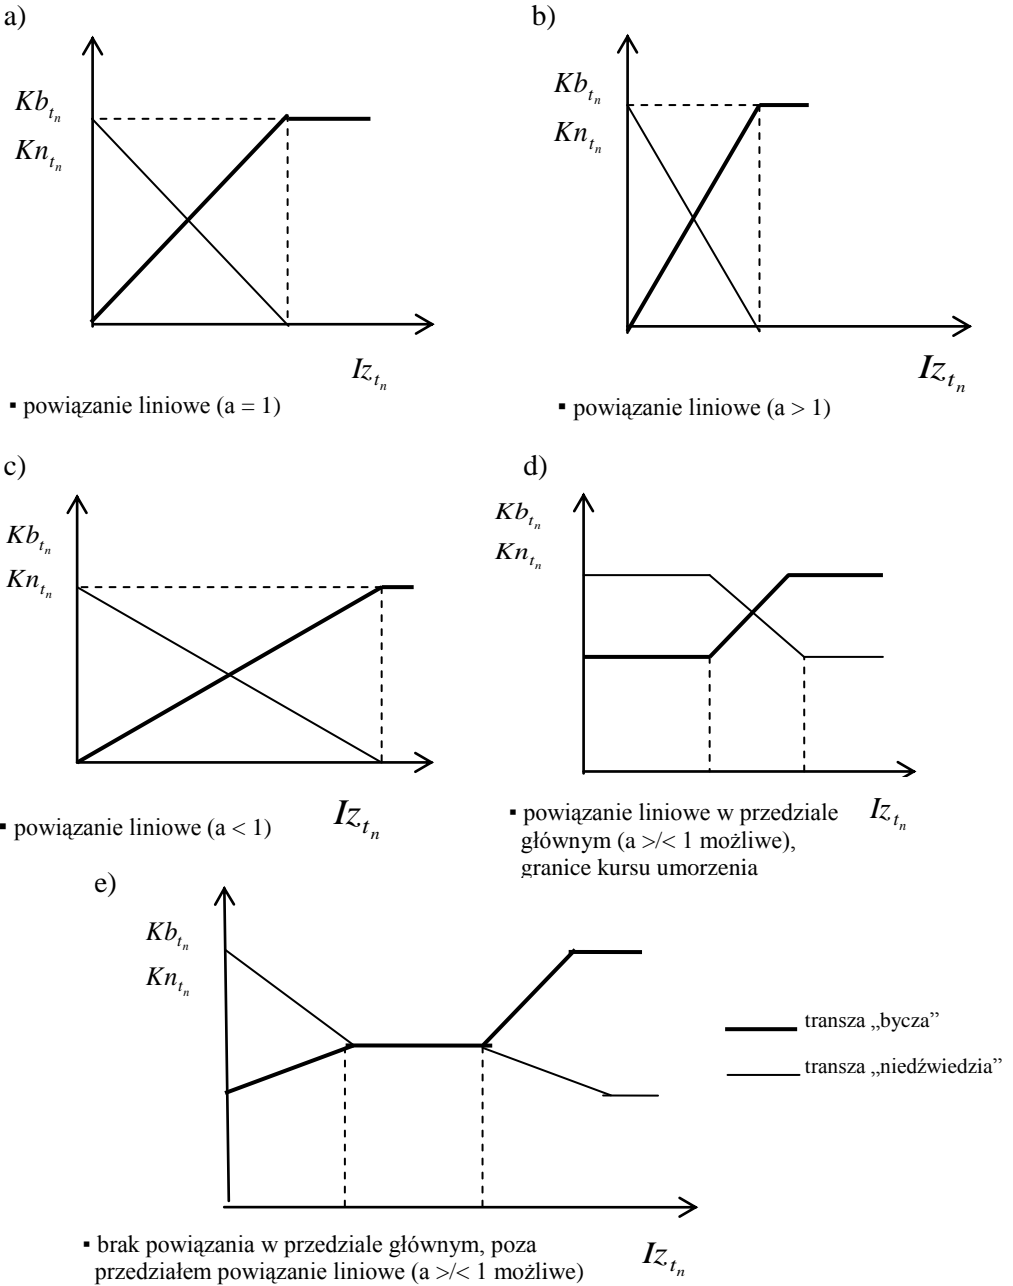 a)
Kb_{t_n}
Kn_{t_n}
Iz_{t_n}
▪ powiązanie liniowe (a = 1)
b)
Kb_{t_n}
Kn_{t_n}
Iz_{t_n}
▪ powiązanie liniowe (a > 1)
c)
Kb_{t_n}
Kn_{t_n}
Iz_{t_n}
▪ powiązanie liniowe (a < 1)
d)
Kb_{t_n}
Kn_{t_n}
Iz_{t_n}
▪ powiązanie liniowe w przedziale
głównym (a >/< 1 możliwe),
granice kursu umorzenia
e)
Kb_{t_n}
Kn_{t_n}
transza „bycza”
transza „niedźwiedzia”
Iz_{t_n}
▪ brak powiązania w przedziale głównym, poza
przedziałem powiązanie liniowe (a >/< 1 możliwe)